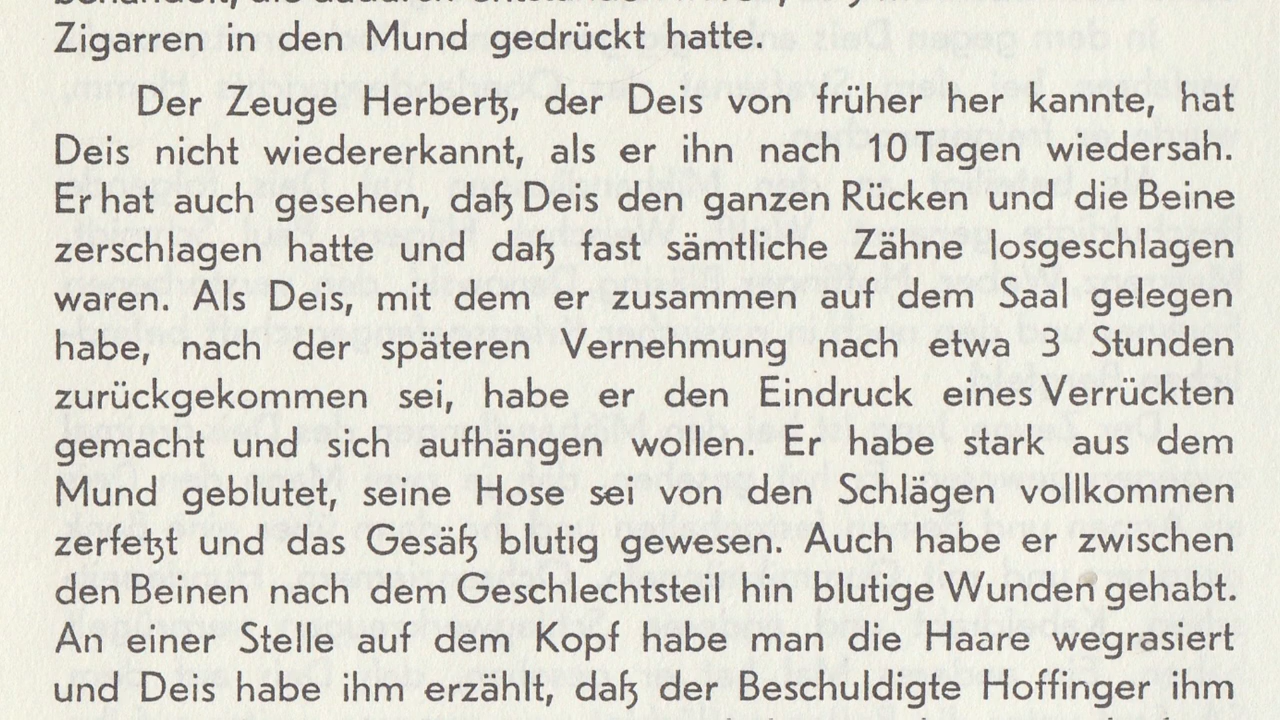 Zigarren in den Mund gedrückt hatte.
Der Zeuge Herbertz, der Deis von früher her kannte, hat
Deis nicht wiedererkannt, als er ihn nach 10 Tagen wiedersah.
Er hat auch gesehen, daß Deis den ganzen Rücken und die Beine
zerschlagen hatte und daß fast sämtliche Zähne losgeschlagen
waren. Als Deis, mit dem er zusammen auf dem Saal gelegen
habe, nach der späteren Vernehmung nach etwa 3 Stunden
zurückgekommen sei, habe er den Eindruck eines Verrückten
gemacht und sich aufhängen wollen. Er habe stark aus dem
Mund geblutet, seine Hose sei von den Schlägen vollkommen
zerfetzt und das Gesäß blutig gewesen. Auch habe er zwischen
den Beinen nach dem Geschlechtsteil hin blutige Wunden gehabt.
An einer Stelle auf dem Kopf habe man die Haare wegrasiert
und Deis habe ihm erzählt, daß der Beschuldigte Hoffinger ihm